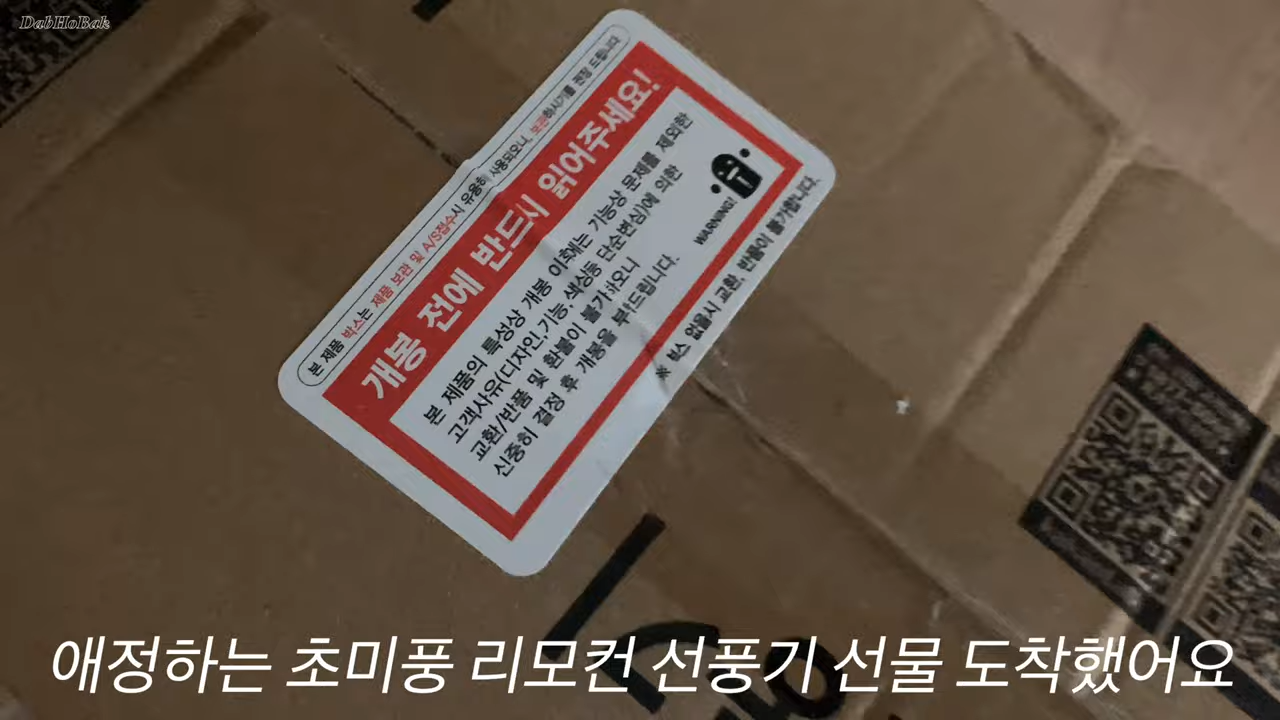 DabHoBak
본 제품 박스는 제품 보관 및 A/S접수시 유용히 사용되오니, 보관하시기를 권장 드립니다
개봉 전에 반드시 읽어주세요!
본 제품의 특성상 개봉 이후에는 기능상 문제를 제외한
고객사유(디자인,기능,색상등 단순변심)에 의한
교환/반품 및 환불이 불가하오니
신중히 결정 후 개봉을 부탁드립니다.
WARNING!
※ 박스 없을시 교환, 반품이 불가합니다.
애정하는 초미풍 리모컨 선풍기 선물 도착했어요